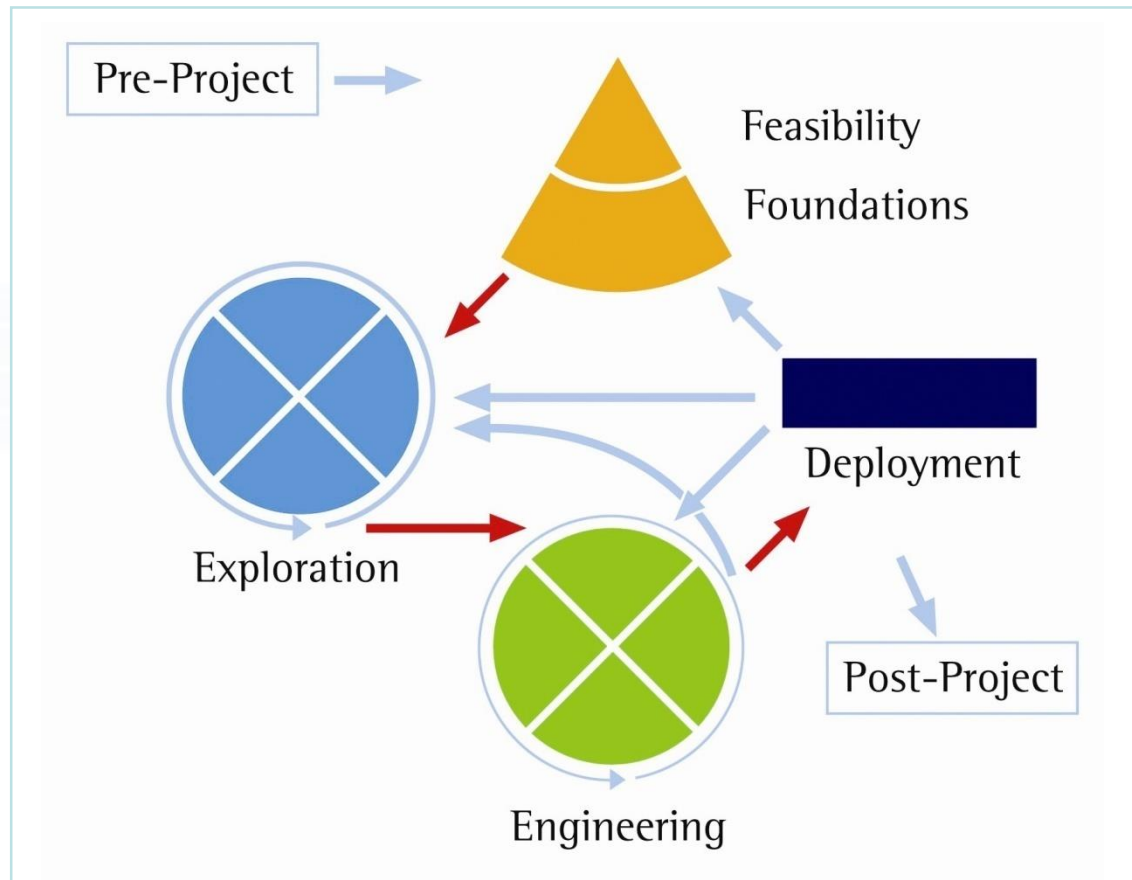 Pre-Project
Feasibility
Foundations
Deployment
Exploration
Post-Project
Engineering